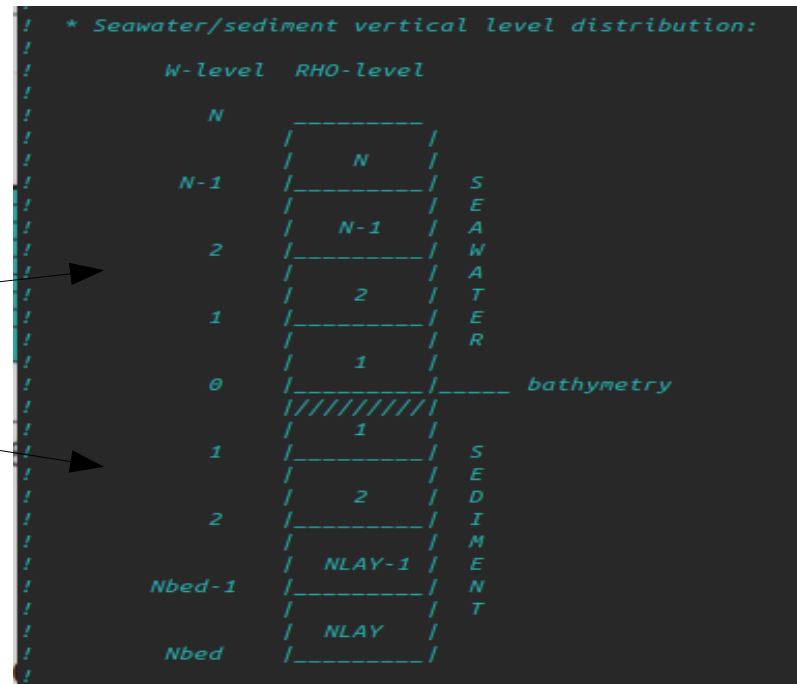 !
! * Seawater/sediment vertical level distribution:
!
! W-level RHO-level
!
! N _________
! | |
! | N |
! N-1 |_________| S
! | | E
! | N-1 | A
! 2 |_________| W
! | | A
! | 2 | T
! 1 |_________| E
! | | R
! | 1 |
! 0 |_________|_____ bathymetry
! |/////////|
! | 1 |
! 1 |_________| S
! | | E
! | 2 | D
! 2 |_________| I
! | | M
! | NLAY-1 | E
! Nbed-1 |_________| N
! | | T
! | NLAY |
! Nbed |_________|
!